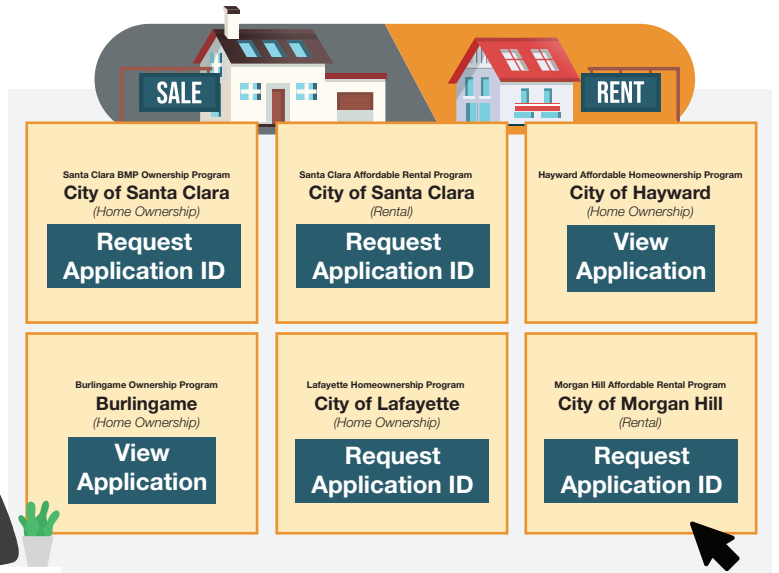 SALE
RENT
Santa Clara BMP Ownership Program
City of Santa Clara
(Home Ownership)
Request
Application ID
Santa Clara Affordable Rental Program
City of Santa Clara
(Rental)
Request
Application ID
Hayward Affordable Homeownership Program
City of Hayward
(Home Ownership)
View
Application
Burlingame Ownership Program
Burlingame
(Home Ownership)
View
Application
Lafayette Homeownership Program
City of Lafayette
(Home Ownership)
Request
Application ID
Morgan Hill Affordable Rental Program
City of Morgan Hill
(Rental)
Request
Application ID